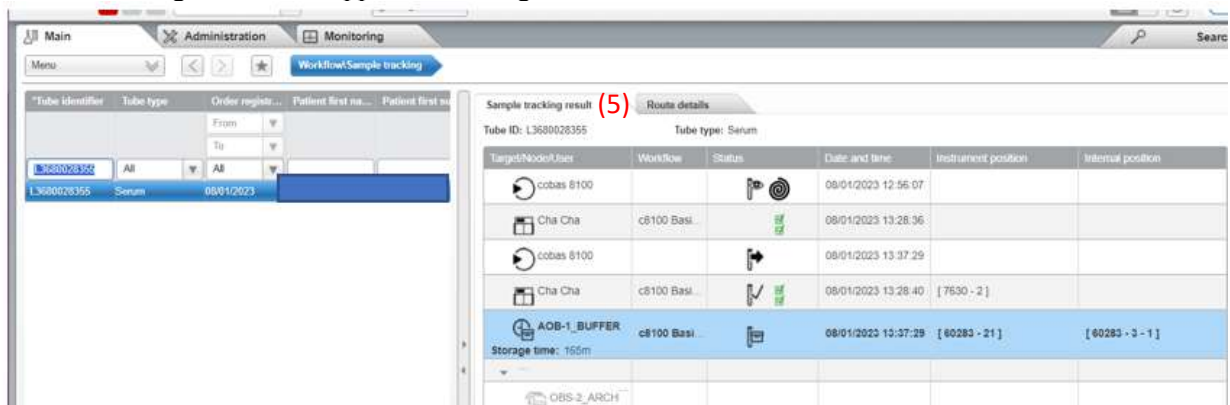 Main
Administration
Monitoring
Searc
Menu
Workflow\Sample tracking
*Tube identifier Tube type Order registr... Patient first na... Patient first su
From
To
L3680028355 All All
L3680028355 Serum 08/01/2023
Sample tracking result (5) Route details
Tube ID: L3680028355 Tube type: Serum
Target/Node/User Workflow Status Date and time Instrument position Internal position
cobas 8100 08/01/2023 12:56:07
Cha Cha c8100 Basi... 08/01/2023 13:28:36
cobas 8100 08/01/2023 13:37:29
Cha Cha c8100 Basi... 08/01/2023 13:28:40 [ 7630 - 2 ]
AOB-1_BUFFER c8100 Basi... 08/01/2023 13:37:29 [ 60283 - 21 ] [ 60283 - 3 - 1 ]
Storage time: 165m
OBS-2_ARCH